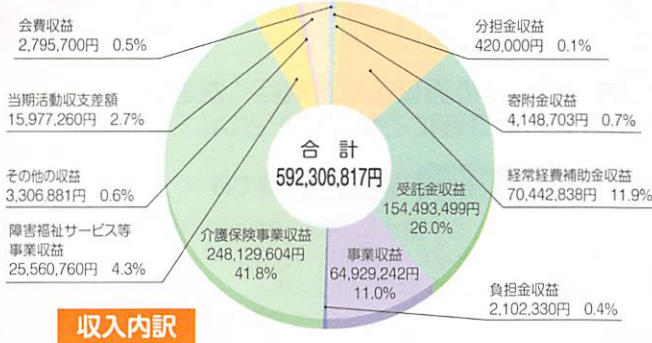 会費収益
2,795,700円 0.5%
分担金収益
420,000円 0.1%
当期活動収支差額
15,977,260円 2.7%
寄附金収益
4,148,703円 0.7%
合計
592,306,817円
その他の収益
3,306.881円 0.6%
経常経費補助金収益
70,442,838円 11.9%
受託金収益
154,493,499円
26.0%
障害福祉サービス等
事業収益
25,560,760円 4.3%
介護保険事業収益
248,129,604円
41.8%
事業収益
64,929,242円
11.0%
負担金収益
2,102,330円 0.4%
収入内訳